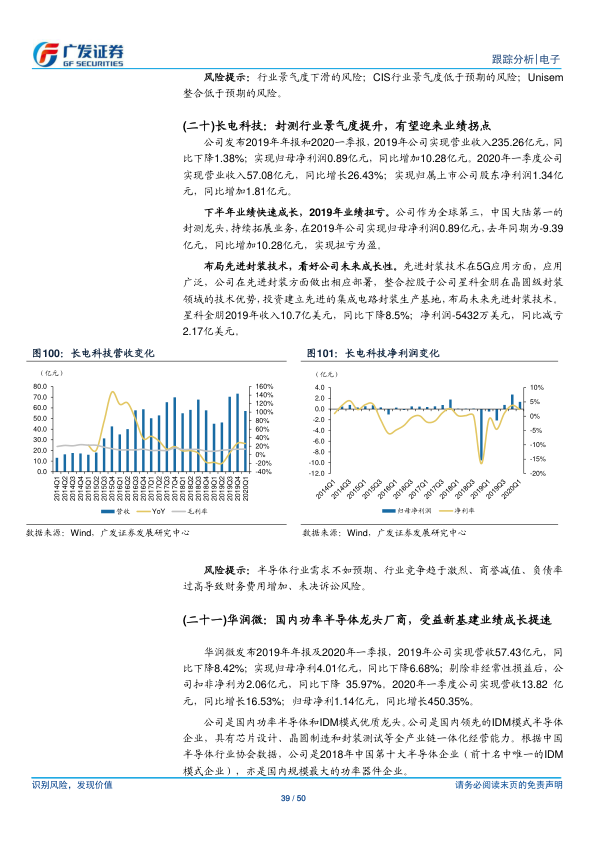 广发证券
GF SECURITIES
跟踪分析|电子
风险提示：行业景气度下滑的风险；CIS行业景气度低于预期的风险；Unisem
整合低于预期的风险。
(二十)长电科技：封测行业景气度提升，有望迎来业绩拐点
公司发布2019年年报和2020一季报，2019年公司实现营业收入235.26亿元，同
比下降1.38%；实现归母净利润0.89亿元，同比增加10.28亿元。2020年一季度公司
实现营业收入57.08亿元，同比增长26.43%；实现归属上市公司股东净利润1.34亿
元，同比增加1.81亿元。
下半年业绩快速成长，2019年业绩扭亏。公司作为全球第三，中国大陆第一的
封测龙头，持续拓展业务，在2019年公司实现归母净利润0.89亿元，去年同期为-9.39
亿元，同比增加10.28亿元，实现扭亏为盈。
布局先进封装技术，看好公司未来成长性。先进封装技术在5G应用方面，应用
广泛，公司在先进封装方面做出相应部署，整合控股子公司星科金朋在晶圆级封装
领域的技术优势，投资建立先进的集成电路封装生产基地，布局未来先进封装技术。
星科金朋2019年收入10.7亿美元，同比下降8.5%；净利润-5432万美元，同比减亏
2.17亿美元。
图100：长电科技营收变化
（亿元）
80.0
70.0
60.0
50.0
40.0
30.0
20.0
10.0
0.0
160%
140%
120%
100%
80%
60%
40%
20%
0%
-20%
-40%
2014Q1
2014Q2
2014Q3
2014Q4
2015Q1
2015Q2
2015Q3
2015Q4
2016Q1
2016Q2
2016Q3
2016Q4
2017Q1
2017Q2
2017Q3
2017Q4
2018Q1
2018Q2
2018Q3
2018Q4
2019Q1
2019Q2
2019Q3
2019Q4
2020Q1
营收 YoY 毛利率
数据来源：Wind，广发证券发展研究中心
图101：长电科技净利润变化
（亿元）
4.0
2.0
0.0
-2.0
-4.0
-6.0
-8.0
-10.0
-12.0
10%
5%
0%
-5%
-10%
-15%
-20%
2014Q1
2014Q3
2015Q1
2015Q3
2016Q1
2016Q3
2017Q1
2017Q3
2018Q1
2018Q3
2019Q1
2019Q3
2020Q1
归母净利润 净利率
数据来源：Wind，广发证券发展研究中心
风险提示：半导体行业需求不如预期、行业竞争趋于激烈、商誉减值、负债率
过高导致财务费用增加、未决诉讼风险。
(二十一)华润微：国内功率半导体龙头厂商，受益新基建业绩成长提速
华润微发布2019年年报及2020年一季报，2019年公司实现营收57.43亿元，同
比下降8.42%；实现归母净利4.01亿元，同比下降6.68%；剔除非经常性损益后，公
司扣非净利为2.06亿元，同比下降 35.97%。2020年一季度公司实现营收13.82 亿
元，同比增长16.53%；归母净利1.14亿元，同比增长450.35%。
公司是国内功率半导体和IDM模式优质龙头。公司是国内领先的IDM模式半导体
企业，具有芯片设计、晶圆制造和封装测试等全产业链一体化经营能力。根据中国
半导体行业协会数据，公司是2018年中国第十大半导体企业（前十名中唯一的IDM
模式企业），亦是国内规模最大的功率器件企业。
识别风险，发现价值
请务必阅读末页的免责声明
39 / 50